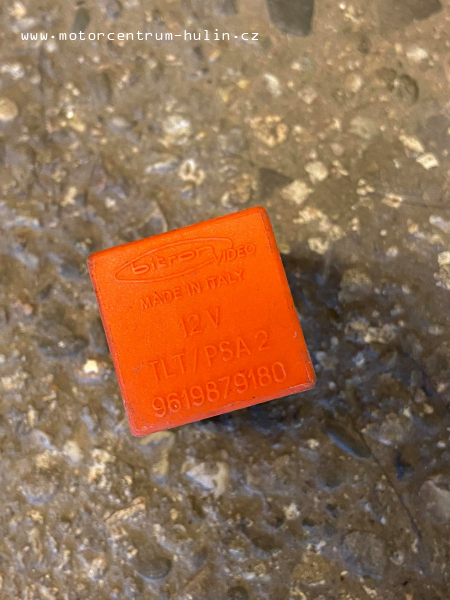 www.motorcentrum-hulin.cz
bitron VIDEO
MADE IN ITALY
12 V
TLT/PSA 2
9619879180